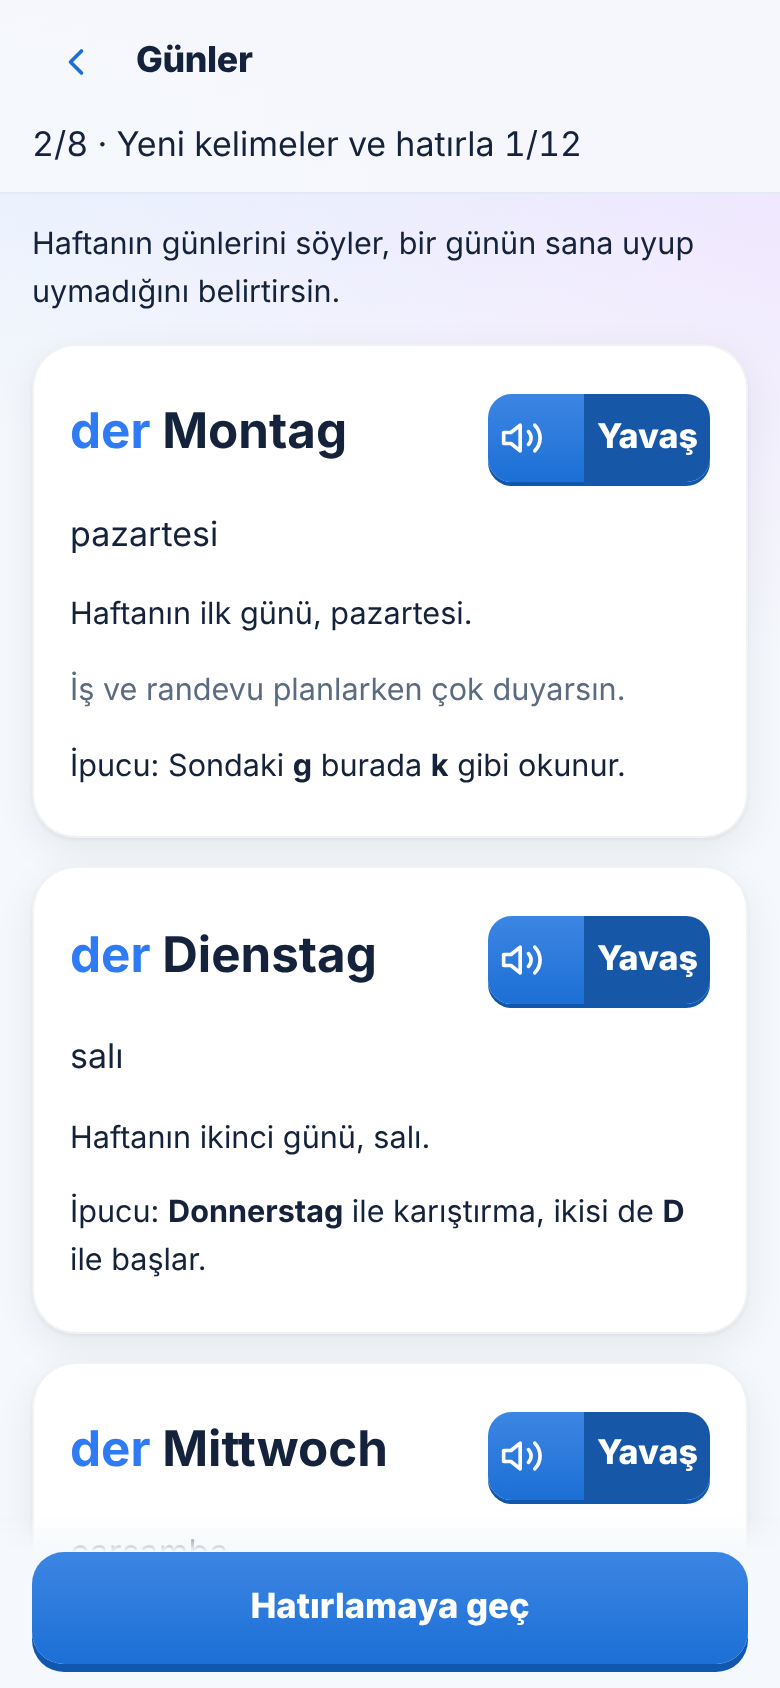 Günler
2/8 · Yeni kelimeler ve hatırla 1/12
Haftanın günlerini söyler, bir günün sana uyup
uymadığını belirtirsin.
der Montag
Yavaş
pazartesi
Haftanın ilk günü, pazartesi.
İş ve randevu planlarken çok duyarsın.
İpucu: Sondaki g burada k gibi okunur.
der Dienstag
Yavaş
salı
Haftanın ikinci günü, salı.
İpucu: Donnerstag ile karıştırma, ikisi de D
ile başlar.
der Mittwoch
Yavaş
Hatırlamaya geç